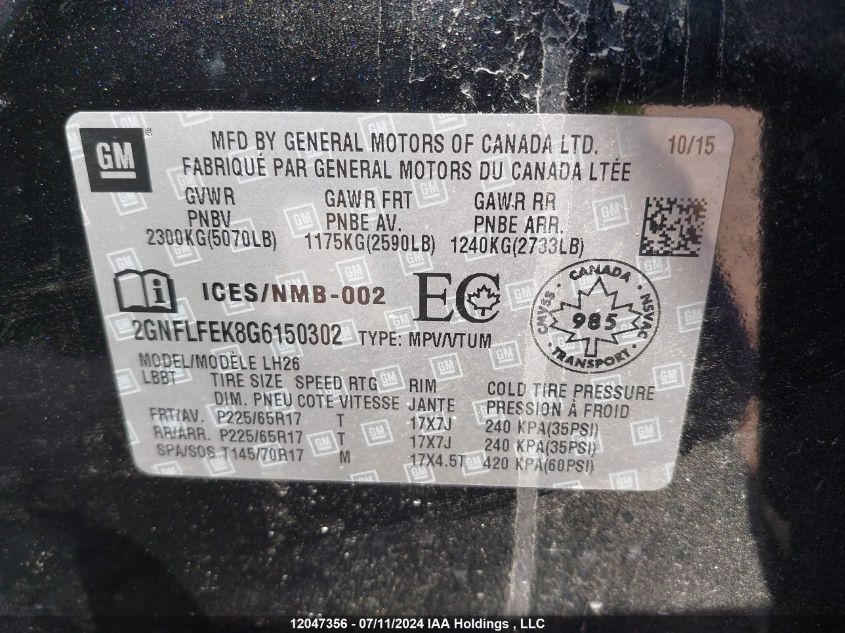 GM
MFD BY GENERAL MOTORS OF CANADA LTD. 10/15
FABRIQUÉ PAR GENERAL MOTORS DU CANADA LTÉE
GVWR GAWR FRT GAWR RR
PNBV PNBE AV. PNBE ARR.
2300KG(5070LB) 1175KG(2590LB) 1240KG(2733LB)
i ICES/NMB-002 EC
CANADA
CMVSS 985 NSVAC
TRANSPORT
2GNFLFEK8G6150302 TYPE: MPV/VTUM
MODEL/MODÈLE LH26
LBBT TIRE SIZE SPEED RTG RIM COLD TIRE PRESSURE
DIM. PNEU COTE VITESSE JANTE PRESSION À FROID
FRT/AV. P225/65R17 T 17X7J 240 KPA(35PSI)
RR/ARR. P225/65R17 T 17X7J 240 KPA(35PSI)
SPA/SOS T145/70R17 M 17X4.5T 420 KPA(60PSI)
12047356 - 07/11/2024 IAA Holdings , LLC